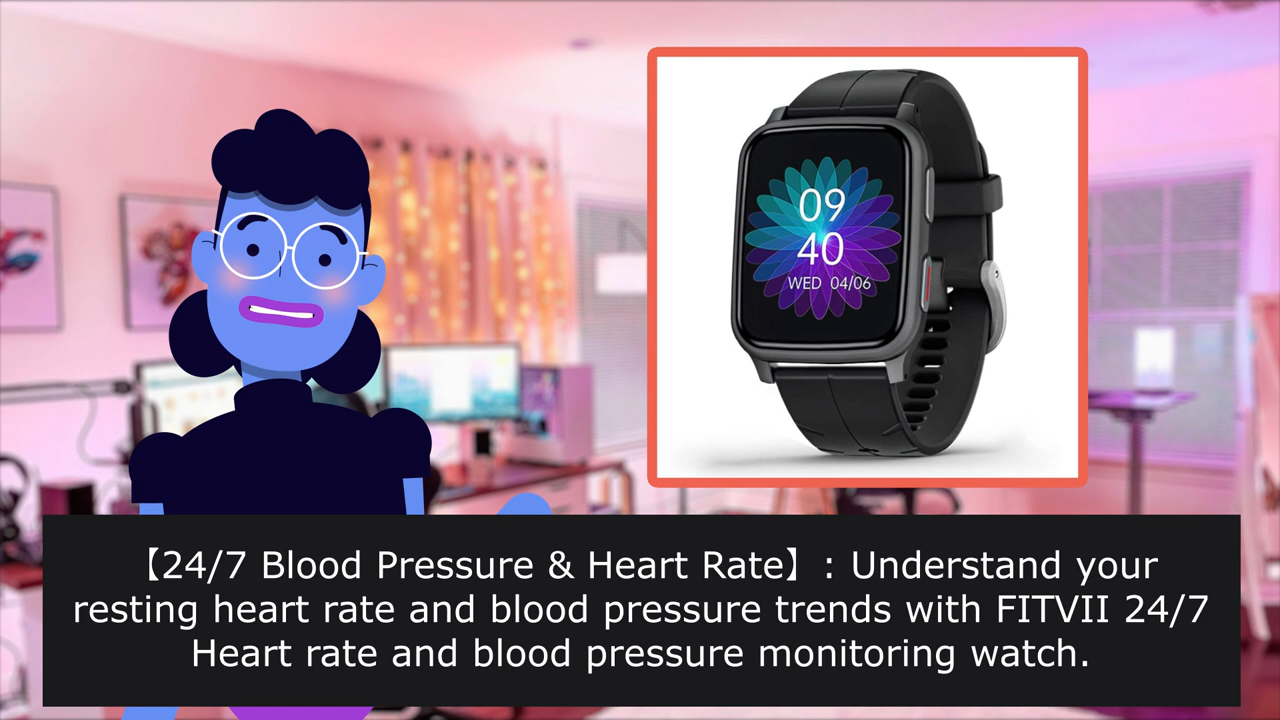 09
40
WED 04/06
【24/7 Blood Pressure & Heart Rate】: Understand your
resting heart rate and blood pressure trends with FITVII 24/7
Heart rate and blood pressure monitoring watch.